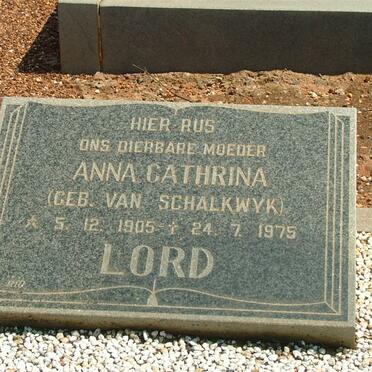 HIER RUS
ONS DIERBARE MOEDER
ANNA CATHRINA
(GEB. VAN SCHALKWYK)
☆ 5. 12. 1905 - ✝ 24. 7. 1975
LORD